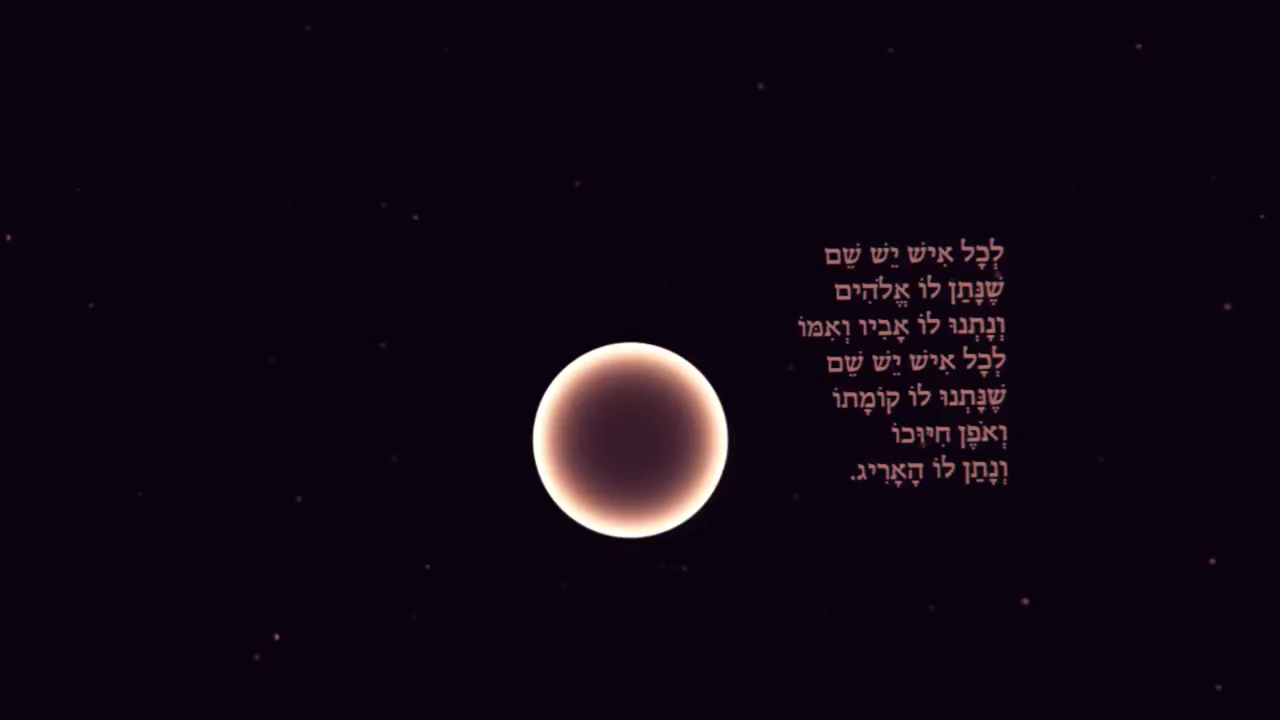 לְכָל אִישׁ יֵשׁ שֵׁם
שֶׁנָּתַן לוֹ אֱלֹהִים
וְנָתְנוּ לוֹ אָבִיו וְאִמּוֹ
לְכָל אִישׁ יֵשׁ שֵׁם
שֶׁנָּתְנוּ לוֹ קוֹמָתוֹ
וְאֹפֶן חִיּוּכוֹ
וְנָתַן לוֹ הָאָרִיג.